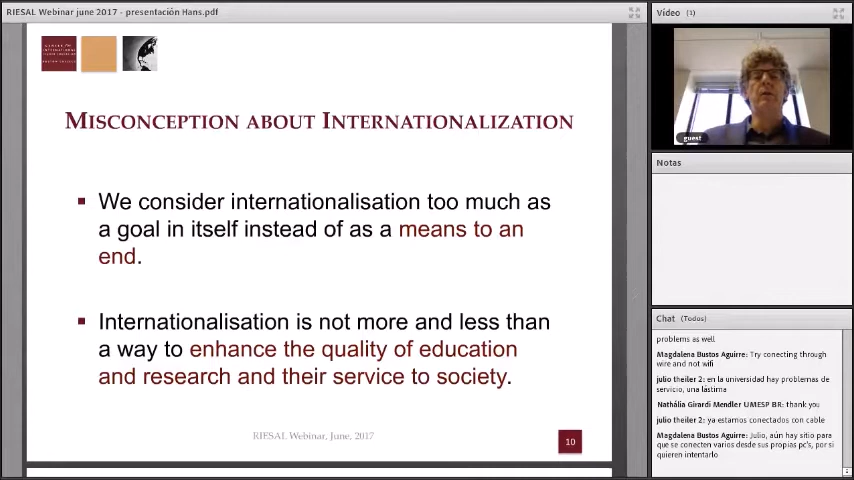 RIESAL Webinar june 2017 - presentación Hans.pdf
MISCONCEPTION ABOUT INTERNATIONALIZATION
We consider internationalisation too much as
a goal in itself instead of as a means to an
end.
Internationalisation is not more and less than
a way to enhance the quality of education
and research and their service to society.
RIESAL Webinar, June, 2017
10
Vídeo (1)
guest
Notas
Chat (Todos)
problems as well
Magdalena Bustos Aguirre: Try conecting through
wire and not wifi
julio theiler 2: en la universidad hay problemas de
servicio, una lástima
Nathália Girardi Mendler UMESP BR: thank you
julio theiler 2: ya estamos conectados con cable
Magdalena Bustos Aguirre: Julio, aún hay sitio para
que se conecten varios desde sus propias pc's, por si
quieren intentarlo